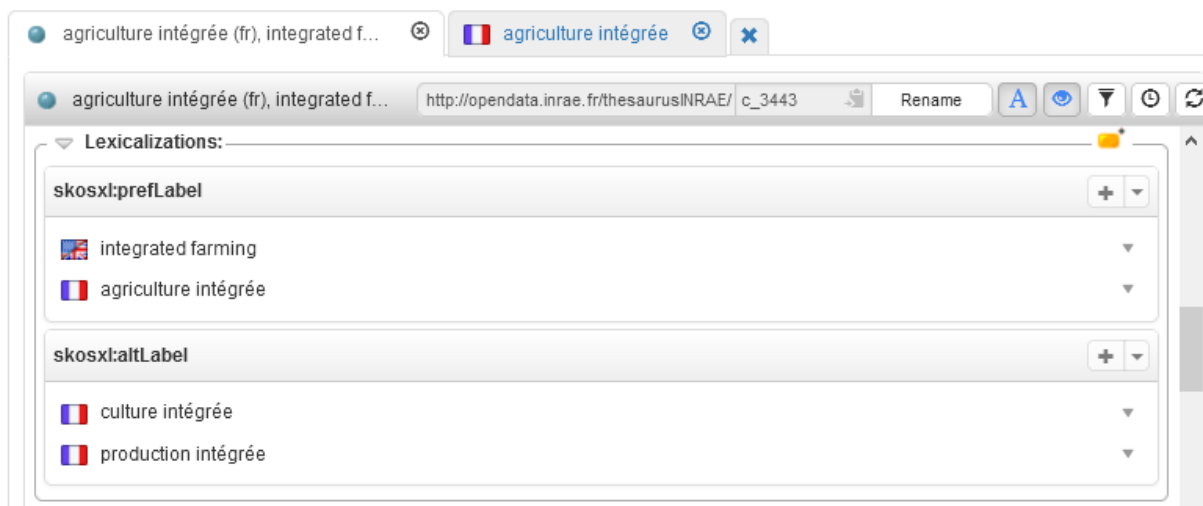 agriculture intégrée (fr), integrated f...
agriculture intégrée
agriculture intégrée (fr), integrated f...
http://opendata.inrae.fr/thesaurusINRAE/ c_3443
Rename
A
Lexicalizations:
skosxl:prefLabel
integrated farming
agriculture intégrée
skosxl:altLabel
culture intégrée
production intégrée